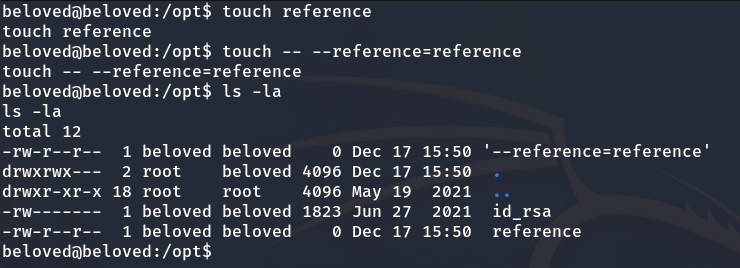 beloved@beloved:/opt$ touch reference
touch reference
beloved@beloved:/opt$ touch -- --reference=reference
touch -- --reference=reference
beloved@beloved:/opt$ ls -la
ls -la
total 12
-rw-r--r--  1 beloved beloved    0 Dec 17 15:50 '--reference=reference'
drwxrwx---  2 root    beloved 4096 Dec 17 15:50  .
drwxr-xr-x 18 root    root    4096 May 19  2021  ..
-rw-------  1 beloved beloved 1823 Jun 27  2021  id_rsa
-rw-r--r--  1 beloved beloved    0 Dec 17 15:50  reference
beloved@beloved:/opt$